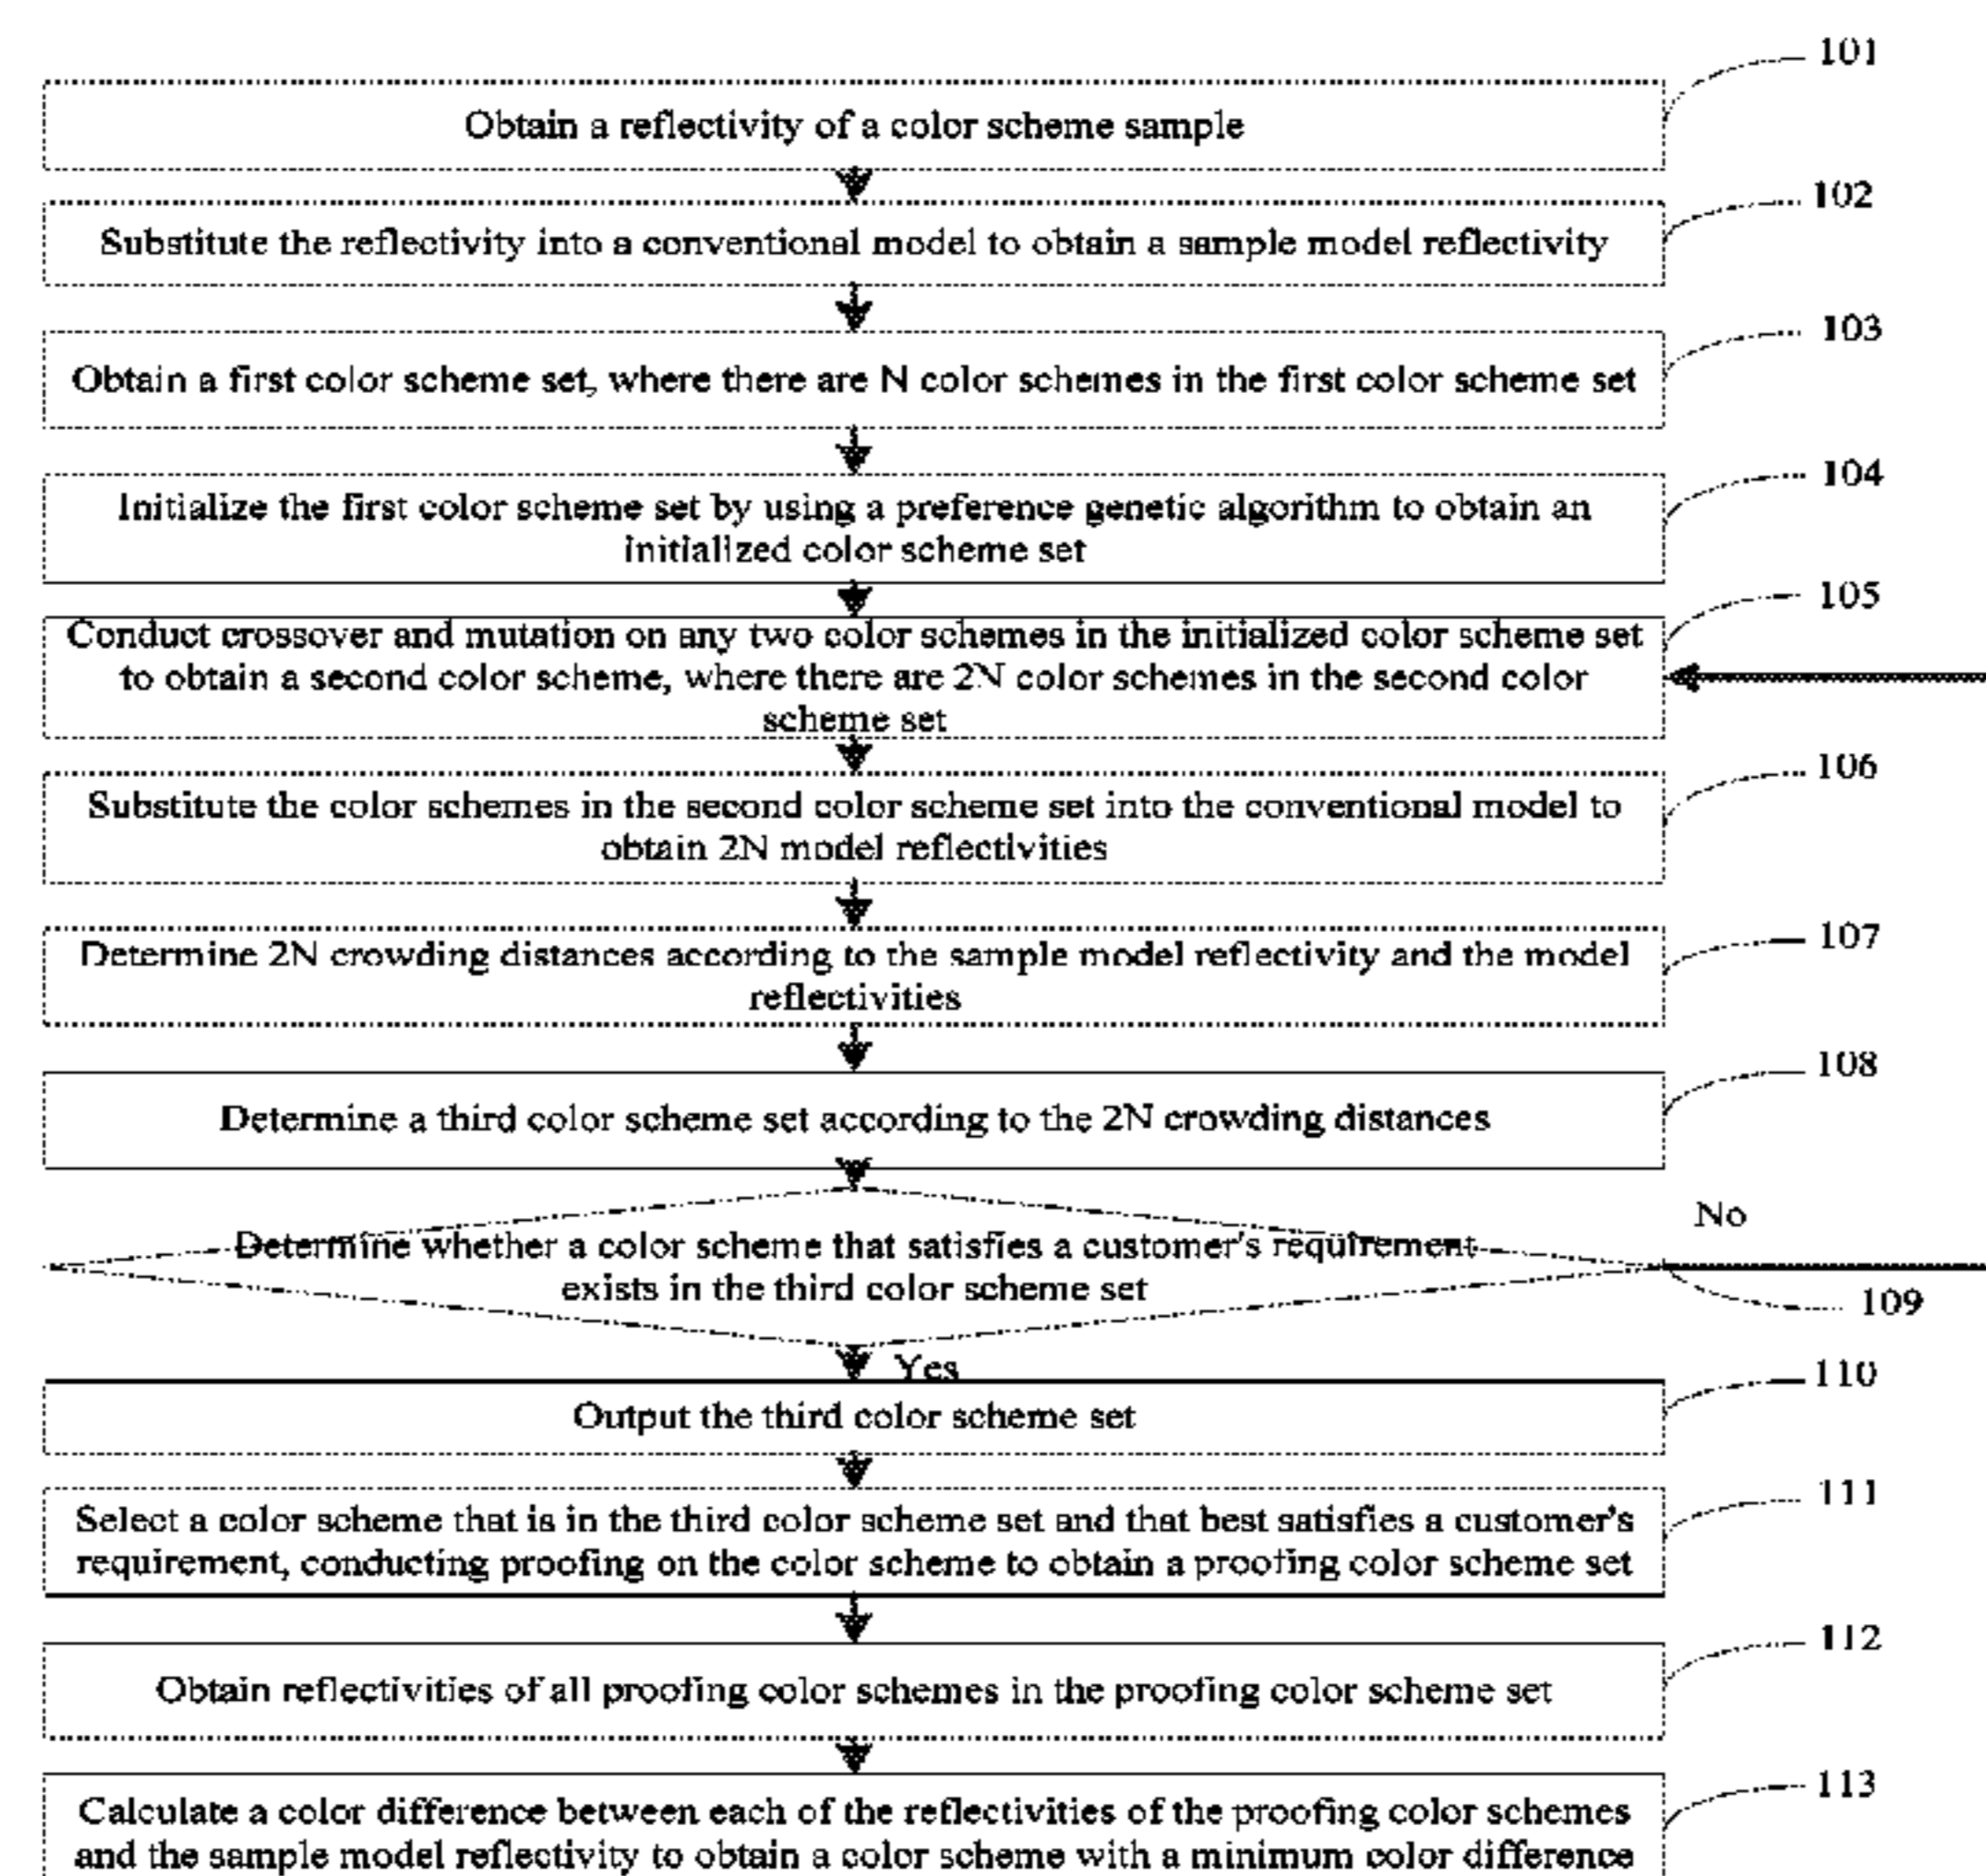 101
Obtain a reflectivity of a color scheme sample
102
Substitute the reflectivity into a conventional model to obtain a sample model reflectivity
103
Obtain a first color scheme set, where there are N color schemes in the first color scheme set
104
Initialize the first color scheme set by using a preference genetic algorithm to obtain an
initialized color scheme set
105
Conduct crossover and mutation on any two color schemes in the initialized color scheme set
to obtain a second color scheme, where there are 2N color schemes in the second color
scheme set
106
Substitute the color schemes in the second color scheme set into the conventional model to
obtain 2N model reflectivities
107
Determine 2N crowding distances according to the sample model reflectivity and the model
reflectivities
108
Determine a third color scheme set according to the 2N crowding distances
No
Determine whether a color scheme that satisfies a customer's requirement
exists in the third color scheme set
109
Yes
110
Output the third color scheme set
111
Select a color scheme that is in the third color scheme set and that best satisfies a customer's
requirement, conducting proofing on the color scheme to obtain a proofing color scheme set
112
Obtain reflectivities of all proofing color schemes in the proofing color scheme set
113
Calculate a color difference between each of the reflectivities of the proofing color schemes
and the sample model reflectivity to obtain a color scheme with a minimum color difference